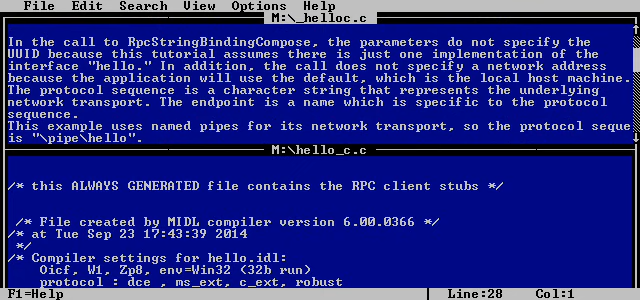 File Edit Search View Options Help
M:\_helloc.c
In the call to RpcStringBindingCompose, the parameters do not specify the
UUID because this tutorial assumes there is just one implementation of the
interface "hello." In addition, the call does not specify a network address
because the application will use the default, which is the local host machine.
The protocol sequence is a character string that represents the underlying
network transport. The endpoint is a name which is specific to the protocol
sequence.
This example uses named pipes for its network transport, so the protocol seque
is "\pipe\hello".
M:\hello_c.c
/* this ALWAYS GENERATED file contains the RPC client stubs */
/* File created by MIDL compiler version 6.00.0366 */
/* at Tue Sep 23 17:43:39 2014
*/
/* Compiler settings for hello.idl:
Oicf, W1, Zp8, env=Win32 (32b run)
protocol : dce , ms_ext, c_ext, robust
F1=Help Line:28 Col:1